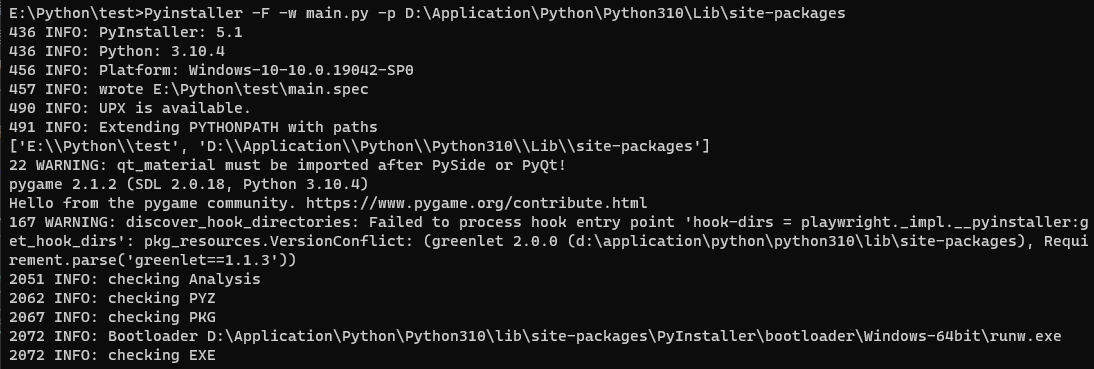 E:\Python\test>Pyinstaller -F -w main.py -p D:\Application\Python\Python310\Lib\site-packages
436 INFO: PyInstaller: 5.1
436 INFO: Python: 3.10.4
456 INFO: Platform: Windows-10-10.0.19042-SP0
457 INFO: wrote E:\Python\test\main.spec
490 INFO: UPX is available.
491 INFO: Extending PYTHONPATH with paths
['E:\\Python\\test', 'D:\\Application\\Python\\Python310\\Lib\\site-packages']
22 WARNING: qt_material must be imported after PySide or PyQt!
pygame 2.1.2 (SDL 2.0.18, Python 3.10.4)
Hello from the pygame community. https://www.pygame.org/contribute.html
167 WARNING: discover_hook_directories: Failed to process hook entry point 'hook-dirs = playwright._impl.__pyinstaller:g
et_hook_dirs': pkg_resources.VersionConflict: (greenlet 2.0.0 (d:\application\python\python310\lib\site-packages), Requi
rement.parse('greenlet==1.1.3'))
2051 INFO: checking Analysis
2062 INFO: checking PYZ
2067 INFO: checking PKG
2072 INFO: Bootloader D:\Application\Python\Python310\lib\site-packages\PyInstaller\bootloader\Windows-64bit\runw.exe
2072 INFO: checking EXE